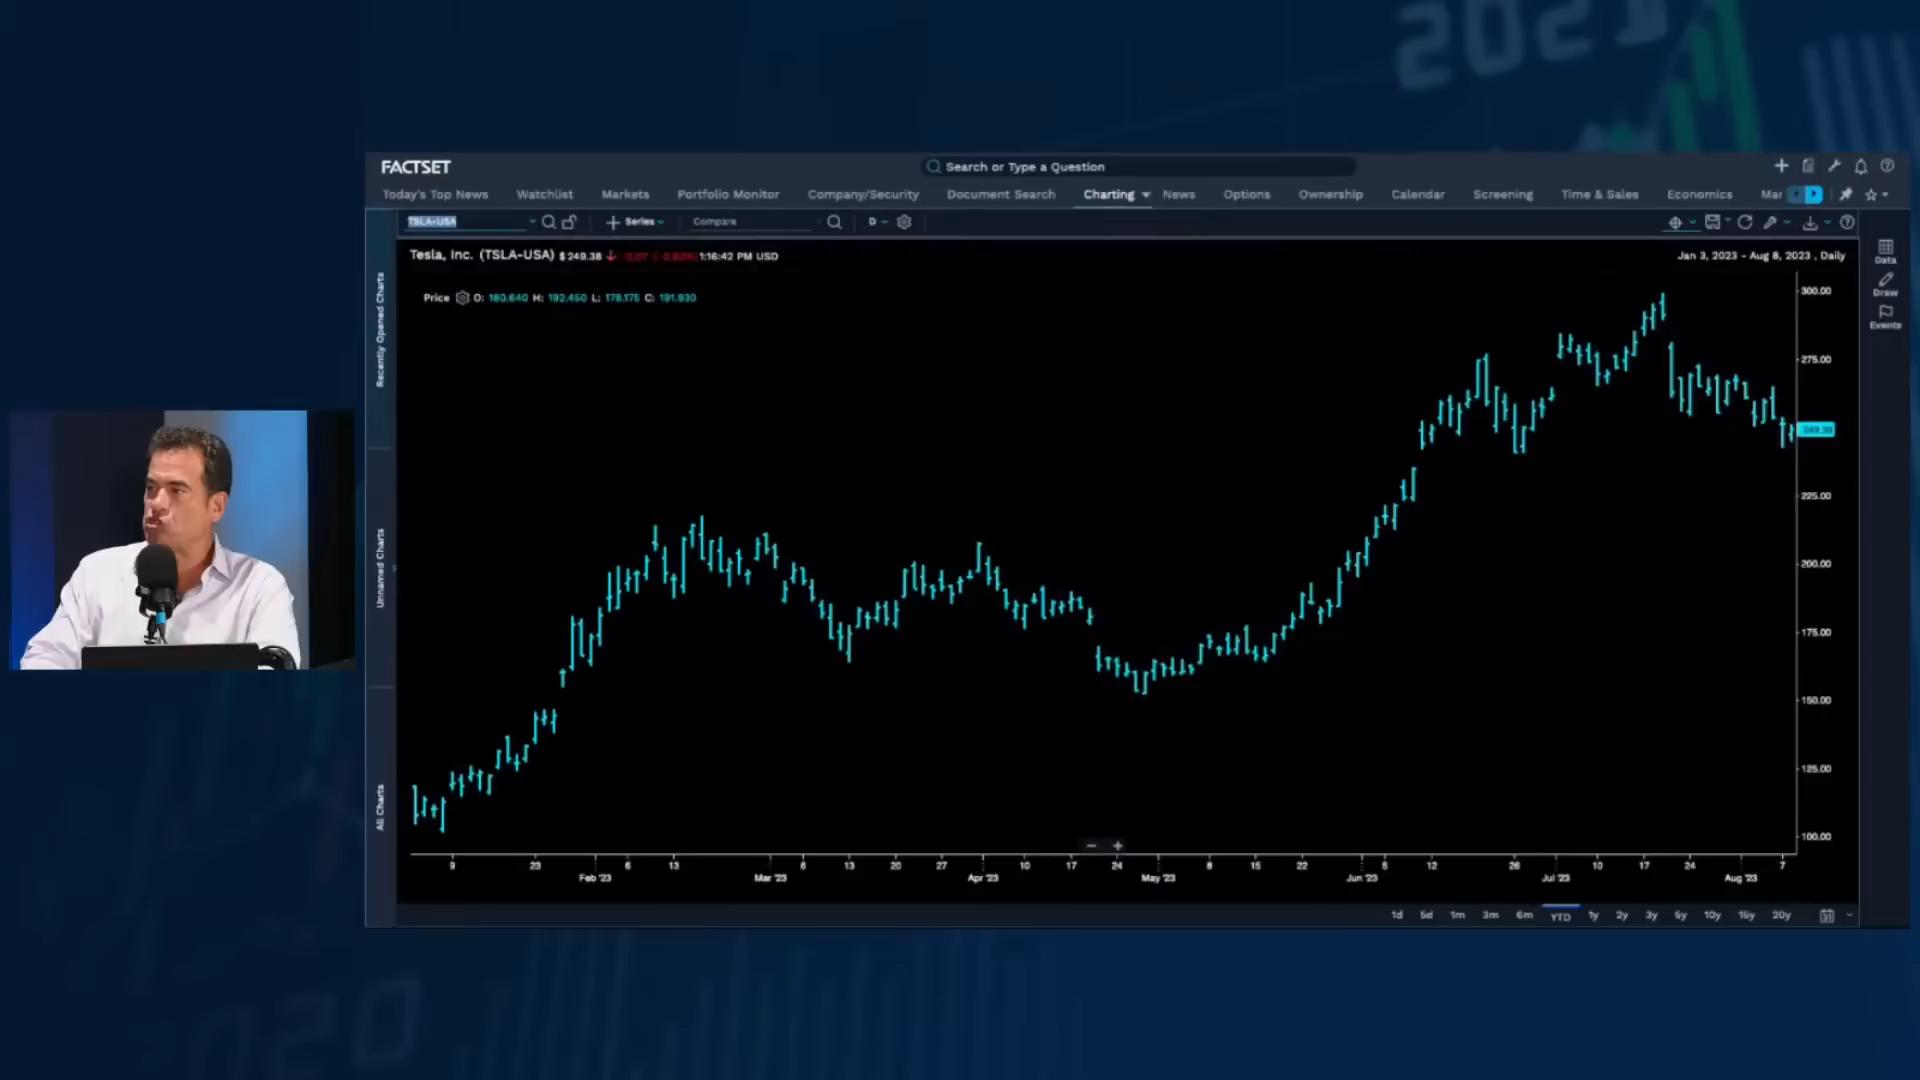 2021
FACTSET
Search or Type a Question
Today's Top News Watchlist Markets Portfolio Monitor Company/Security Document Search Charting News Options Ownership Calendar Screening Time & Sales Economics Mar
TSLA-USA Series Compare D
Tesla, Inc. (TSLA-USA) $ 249.38 1:16:42 PM USD
Jan 3, 2023 - Aug 8, 2023 , Daily
Data
Draw
Events
Price O: 180.640 H: 192.450 L: 178.175 C: 191.930
Recently Opened Charts
Unnamed Charts
All Charts
300.00
275.00
249.38
225.00
200.00
175.00
150.00
125.00
100.00
9 23 6 13 6 13 20 27 10 17 24 8 15 22 5 12 26 10 17 24 7
Feb '23 Mar '23 Apr '23 May '23 Jun '23 Jul '23 Aug '23
1d 5d 1m 3m 6m YTD 1y 2y 3y 5y 10y 15y 20y
2020